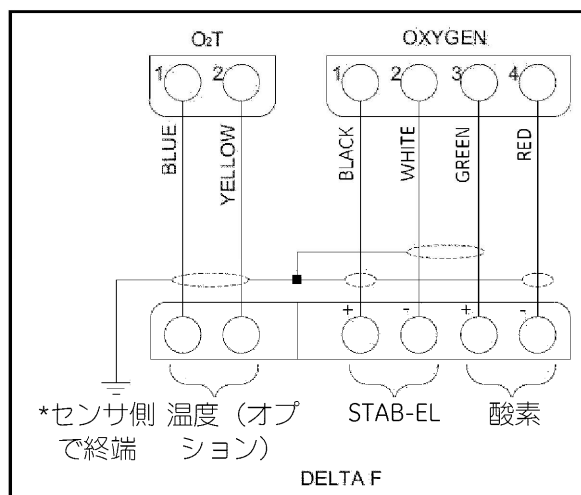 O₂T OXYGEN
1 2 1 2 3 4
BLUE YELLOW BLACK WHITE GREEN RED
+ - + -
*センサ側 温度（オプ STAB-EL 酸素
で終端 ション）
DELTA F